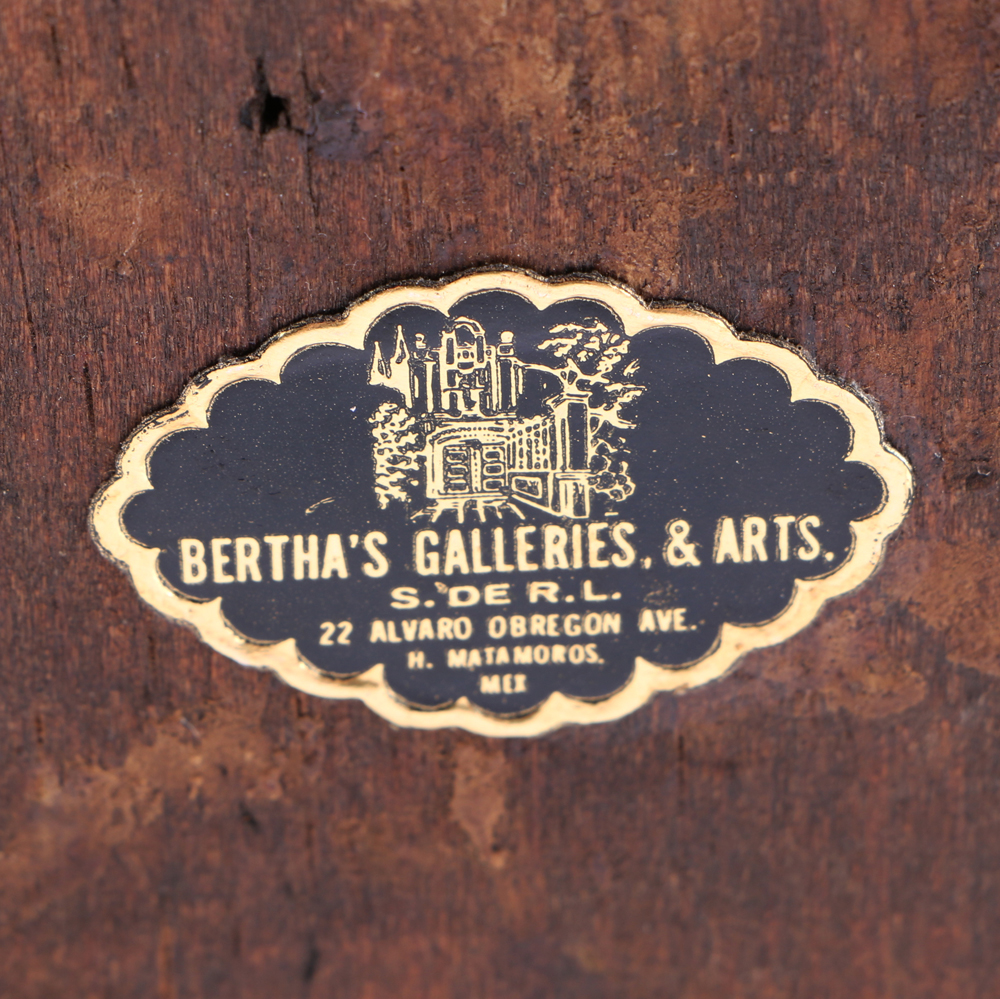 BERTHA'S GALLERIES, & ARTS.
S. DE R.L.
22 ALVARO OBREGON AVE.
H. MATAMOROS.
MEX